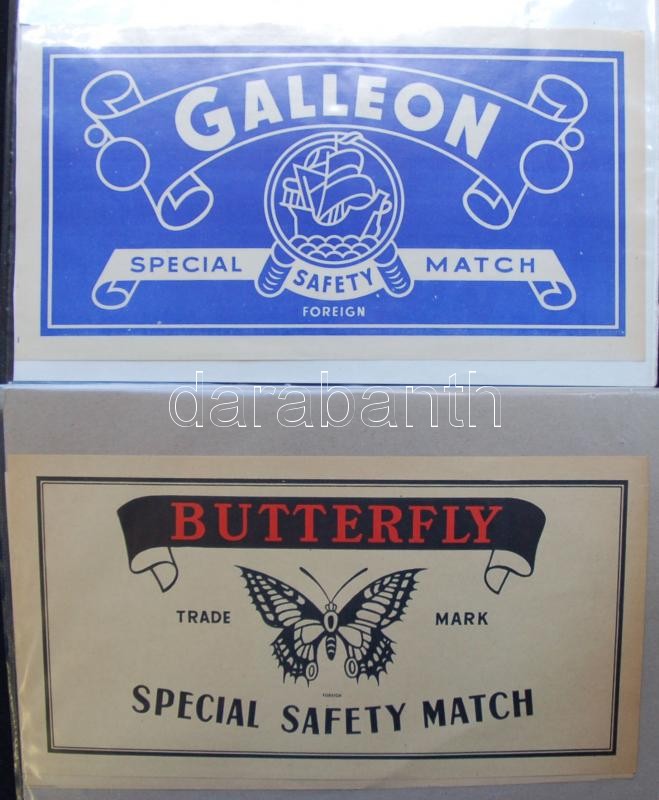 GALLEON
SPECIAL SAFETY MATCH
FOREIGN
darabanth
BUTTERFLY
TRADE MARK
FOREIGN
SPECIAL SAFETY MATCH